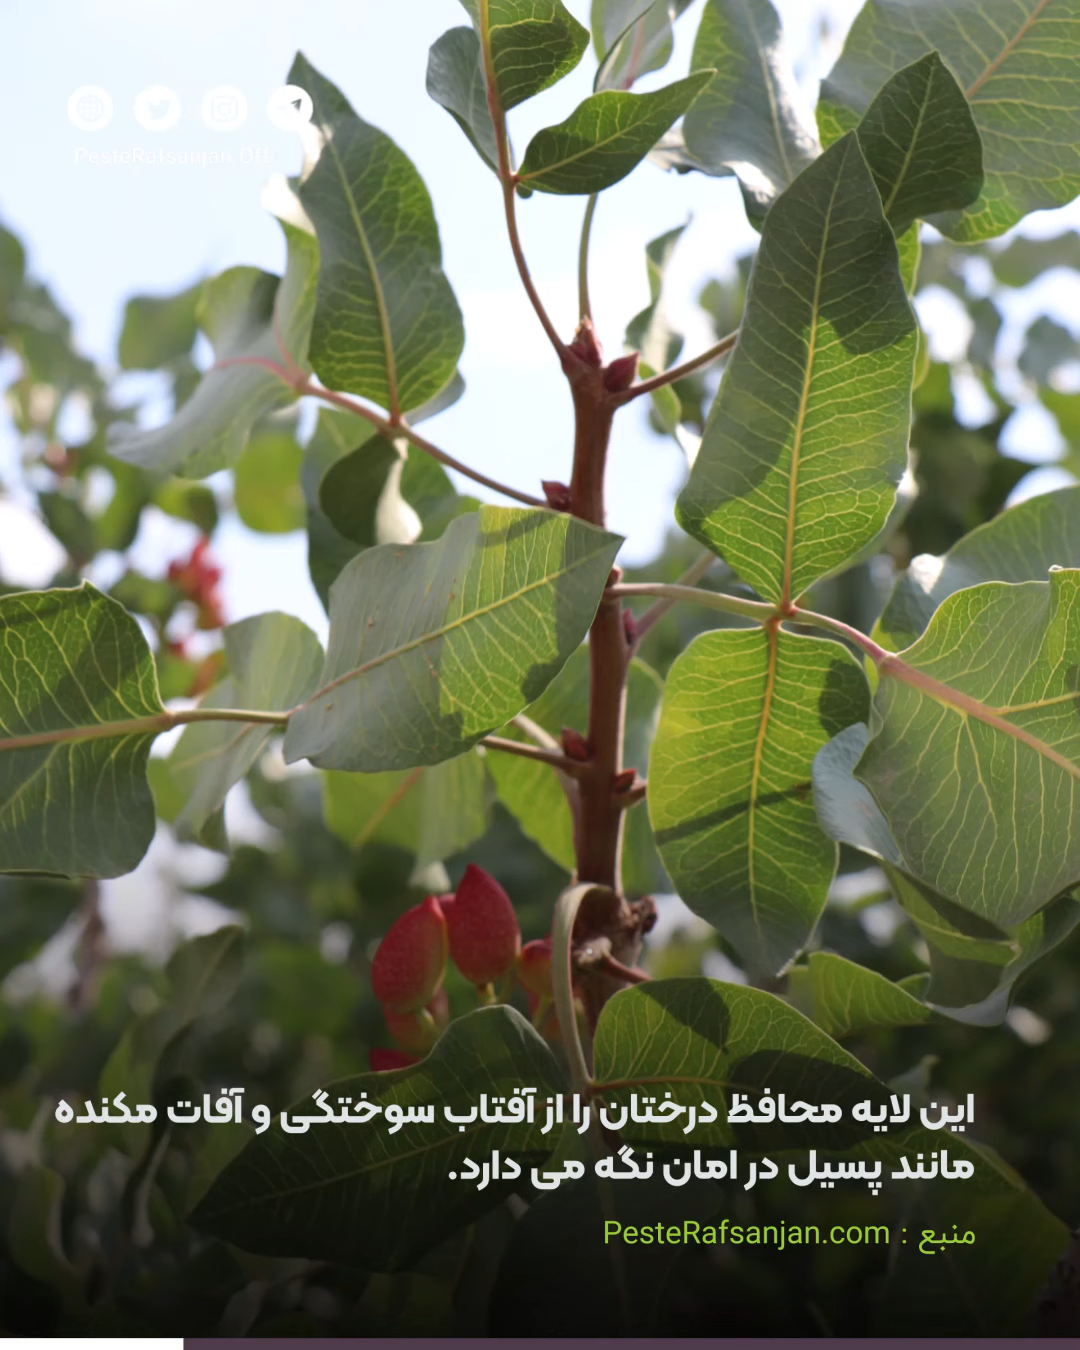 PesteRafsanjan Offi
این لایه محافظ درختان را از آفتاب سوختگی و آفات مکنده
مانند پسیل در امان نگه می دارد.
منبع : PesteRafsanjan.com